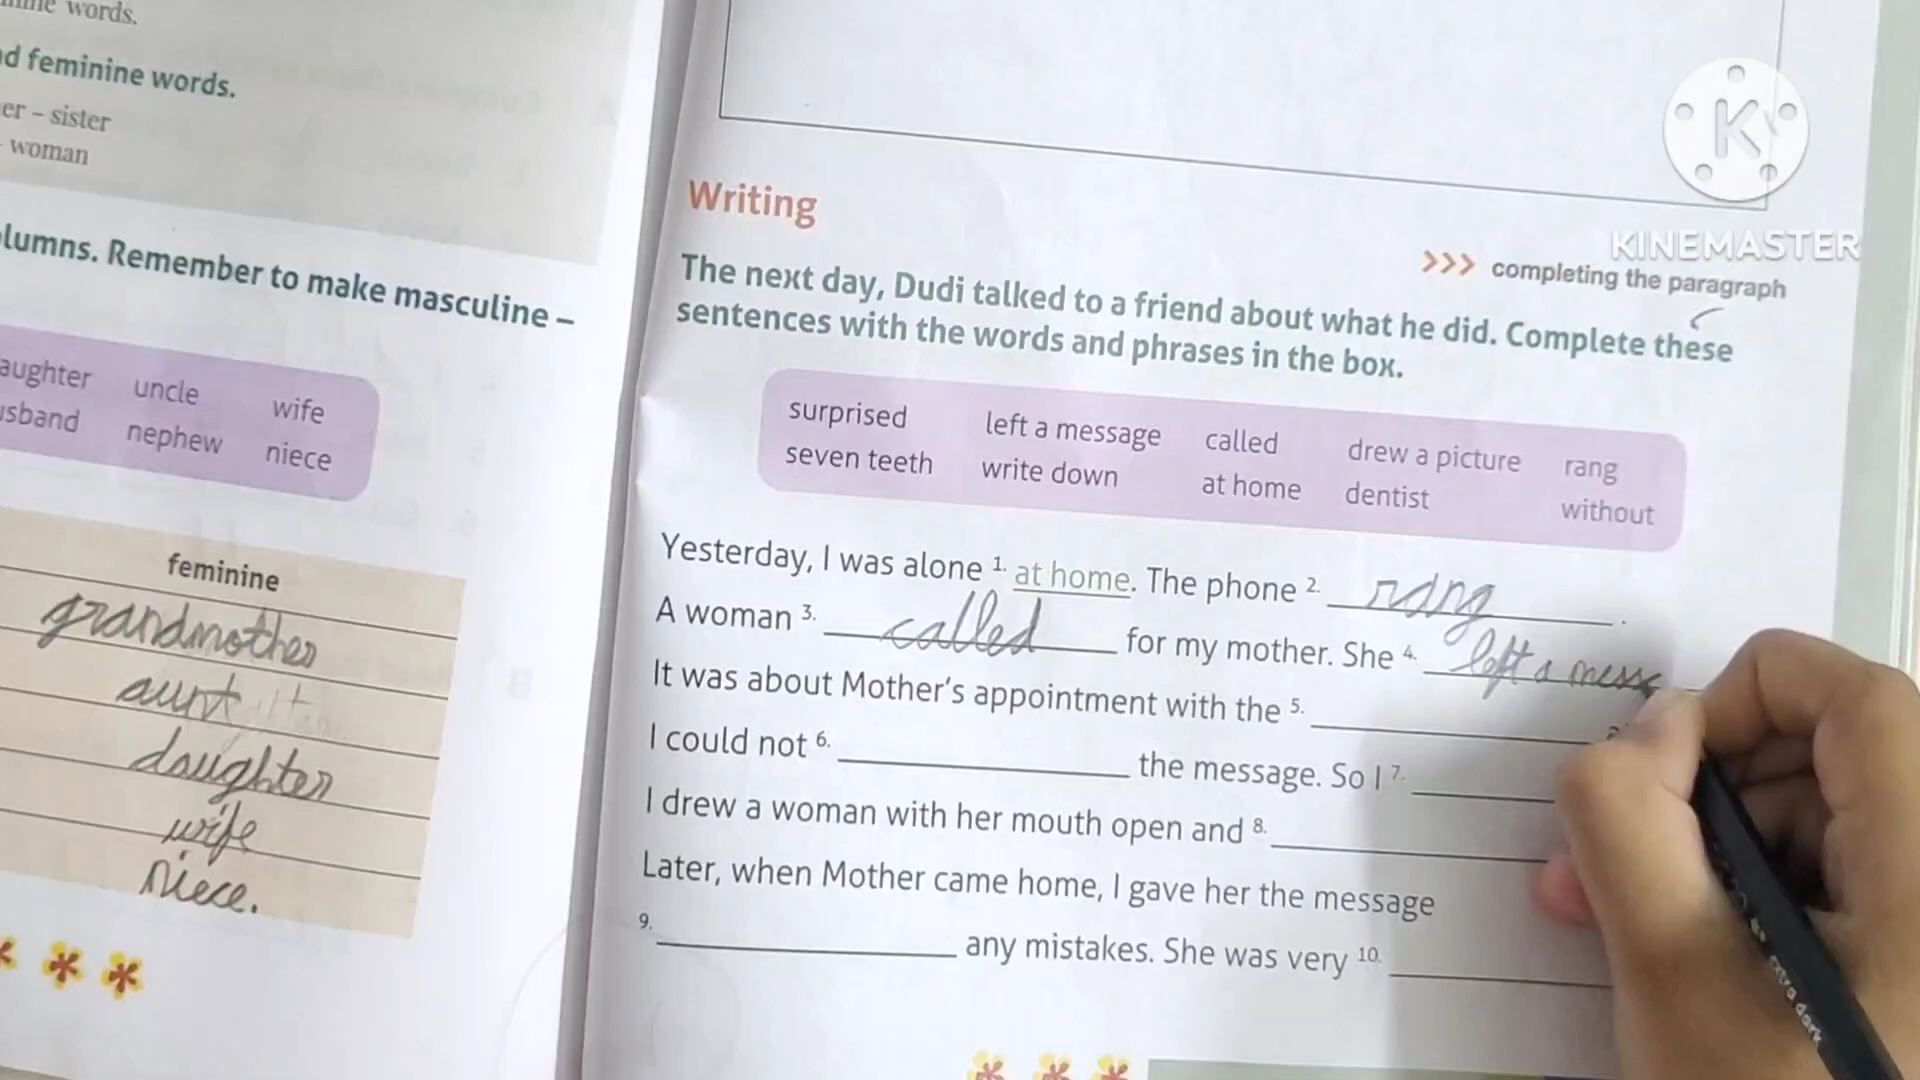 words.
d feminine words.
er – sister
woman
lumns. Remember to make masculine –
aughter uncle wife
usband nephew niece
feminine
grandmother
aunt
daughter
wife
niece.
K
KINEMASTER
Writing
>>> completing the paragraph
The next day, Dudi talked to a friend about what he did. Complete these
sentences with the words and phrases in the box.
surprised left a message called drew a picture rang
seven teeth write down at home dentist without
Yesterday, I was alone 1. at home. The phone 2. rang .
A woman 3. called for my mother. She 4. left a mess
It was about Mother's appointment with the 5.
I could not 6. the message. So I 7.
I drew a woman with her mouth open and 8.
Later, when Mother came home, I gave her the message
9. any mistakes. She was very 10.
extra dark